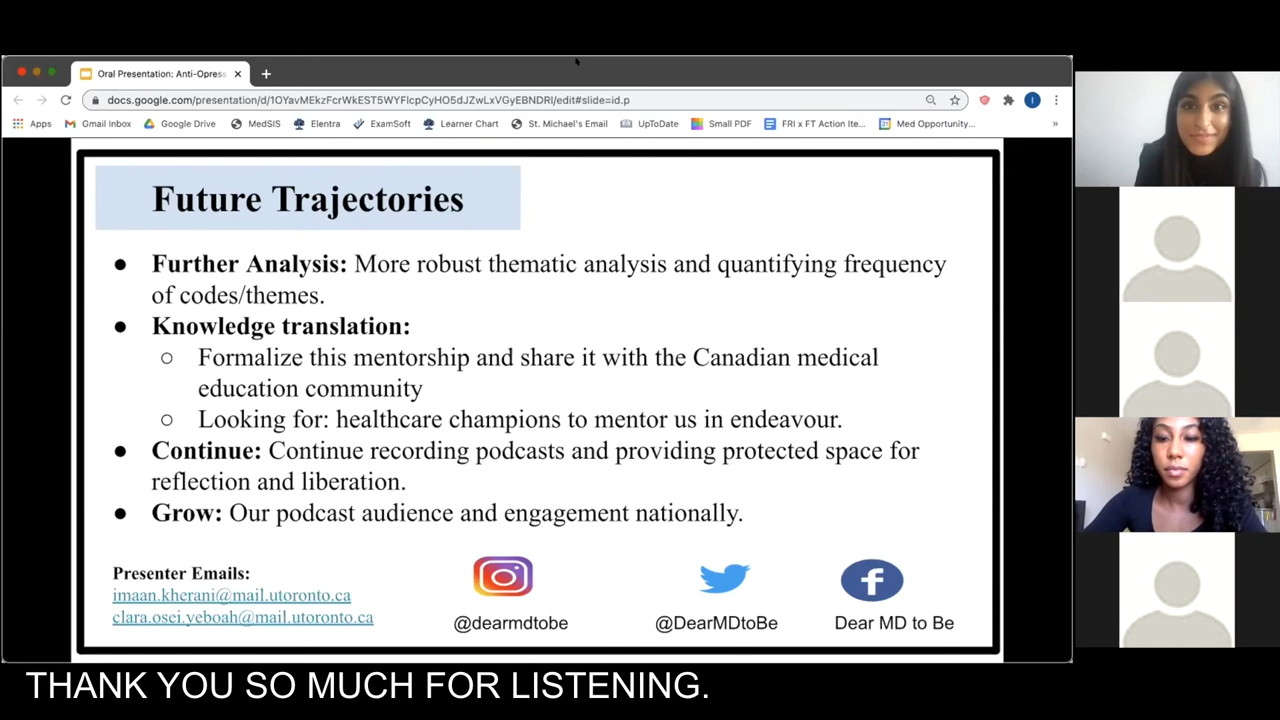 Oral Presentation: Anti-Opress
docs.google.com/presentation/d/1OYavMEkzFcrWkEST5WYFlcpCyHO5dJZwLxVGyEBNDRI/edit#slide=id.p
Apps Gmail Inbox Google Drive MedSIS Elentra ExamSoft Learner Chart St. Michael's Email UpToDate Small PDF FRI x FT Action Ite... Med Opportunity... »
I
Future Trajectories
● Further Analysis: More robust thematic analysis and quantifying frequency
of codes/themes.
● Knowledge translation:
○ Formalize this mentorship and share it with the Canadian medical
education community
○ Looking for: healthcare champions to mentor us in endeavour.
● Continue: Continue recording podcasts and providing protected space for
reflection and liberation.
● Grow: Our podcast audience and engagement nationally.
Presenter Emails:
imaan.kherani@mail.utoronto.ca
clara.osei.yeboah@mail.utoronto.ca
@dearmdtobe @DearMDtoBe Dear MD to Be
THANK YOU SO MUCH FOR LISTENING.